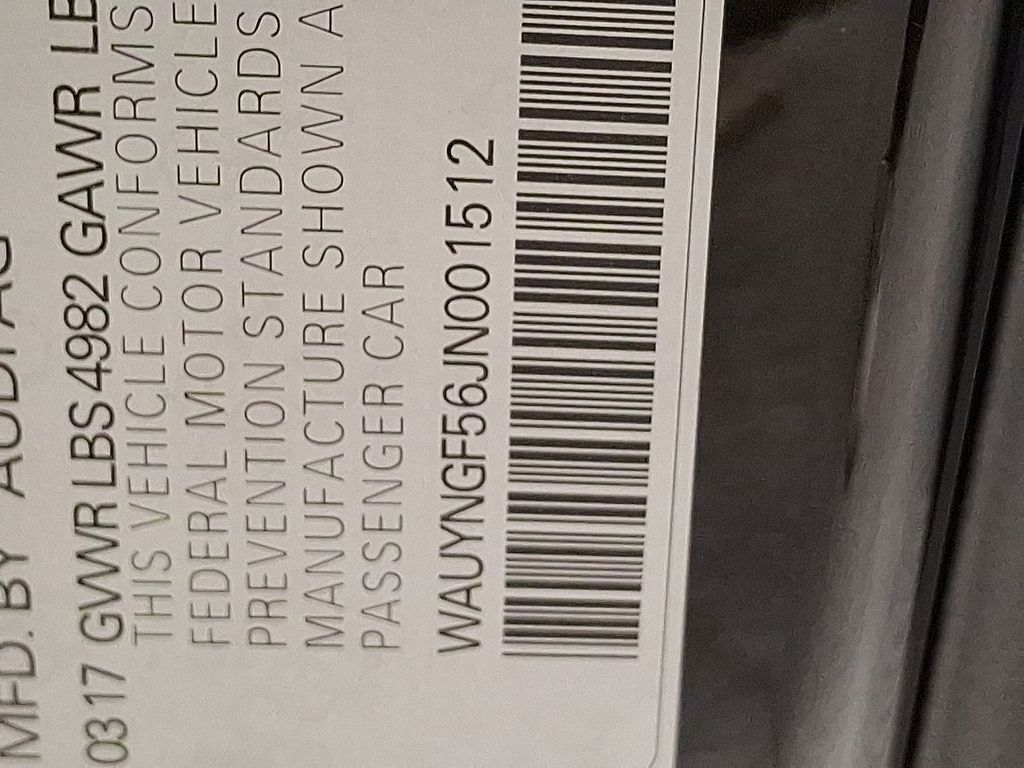 MFD. BY AUDI AG
0317 GVWR LBS 4982 GAWR LB
THIS VEHICLE CONFORMS
FEDERAL MOTOR VEHICLE
PREVENTION STANDARDS
MANUFACTURE SHOWN A
PASSENGER CAR
WAUYNGF56JN001512